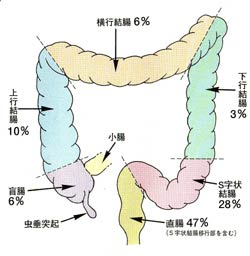 横行結腸 6%
上行結腸
10%
下行結腸
3%
小腸
盲腸
6%
虫垂突起
S字状
結腸
28%
直腸 47%
(S字状結腸移行部を含む)